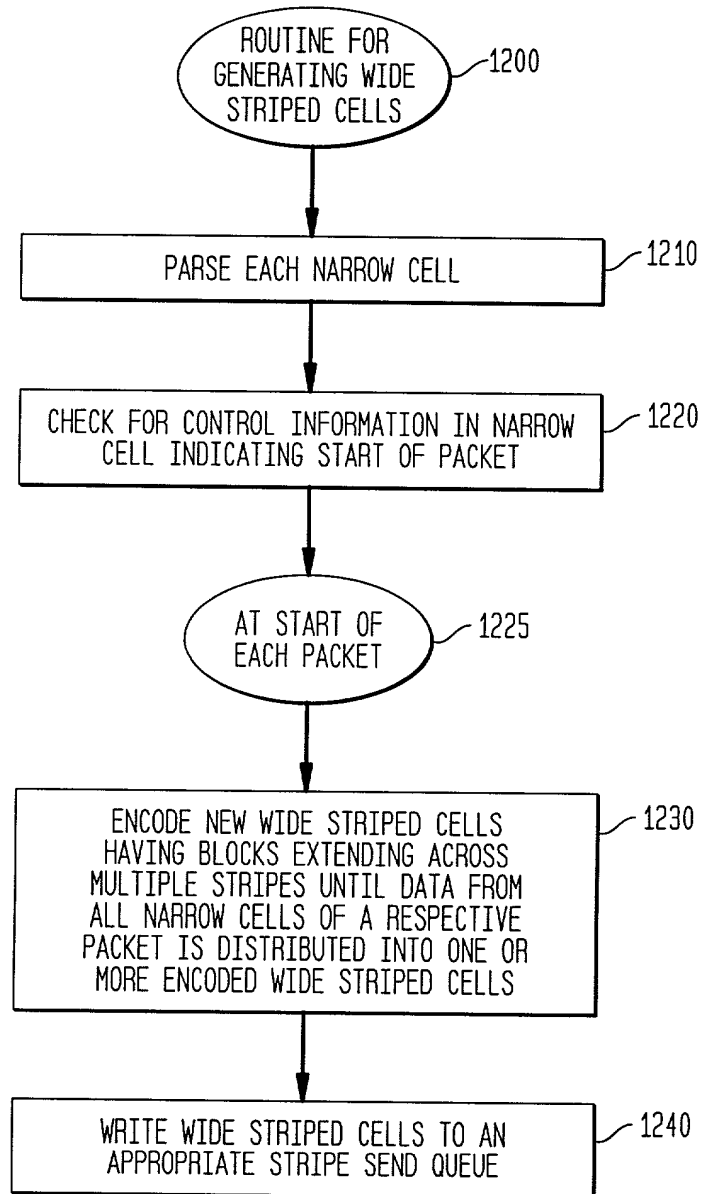 ROUTINE FOR
GENERATING WIDE
STRIPED CELLS
1200
PARSE EACH NARROW CELL
1210
CHECK FOR CONTROL INFORMATION IN NARROW
CELL INDICATING START OF PACKET
1220
AT START OF
EACH PACKET
1225
ENCODE NEW WIDE STRIPED CELLS
HAVING BLOCKS EXTENDING ACROSS
MULTIPLE STRIPES UNTIL DATA FROM
ALL NARROW CELLS OF A RESPECTIVE
PACKET IS DISTRIBUTED INTO ONE OR
MORE ENCODED WIDE STRIPED CELLS
1230
WRITE WIDE STRIPED CELLS TO AN
APPROPRIATE STRIPE SEND QUEUE
1240